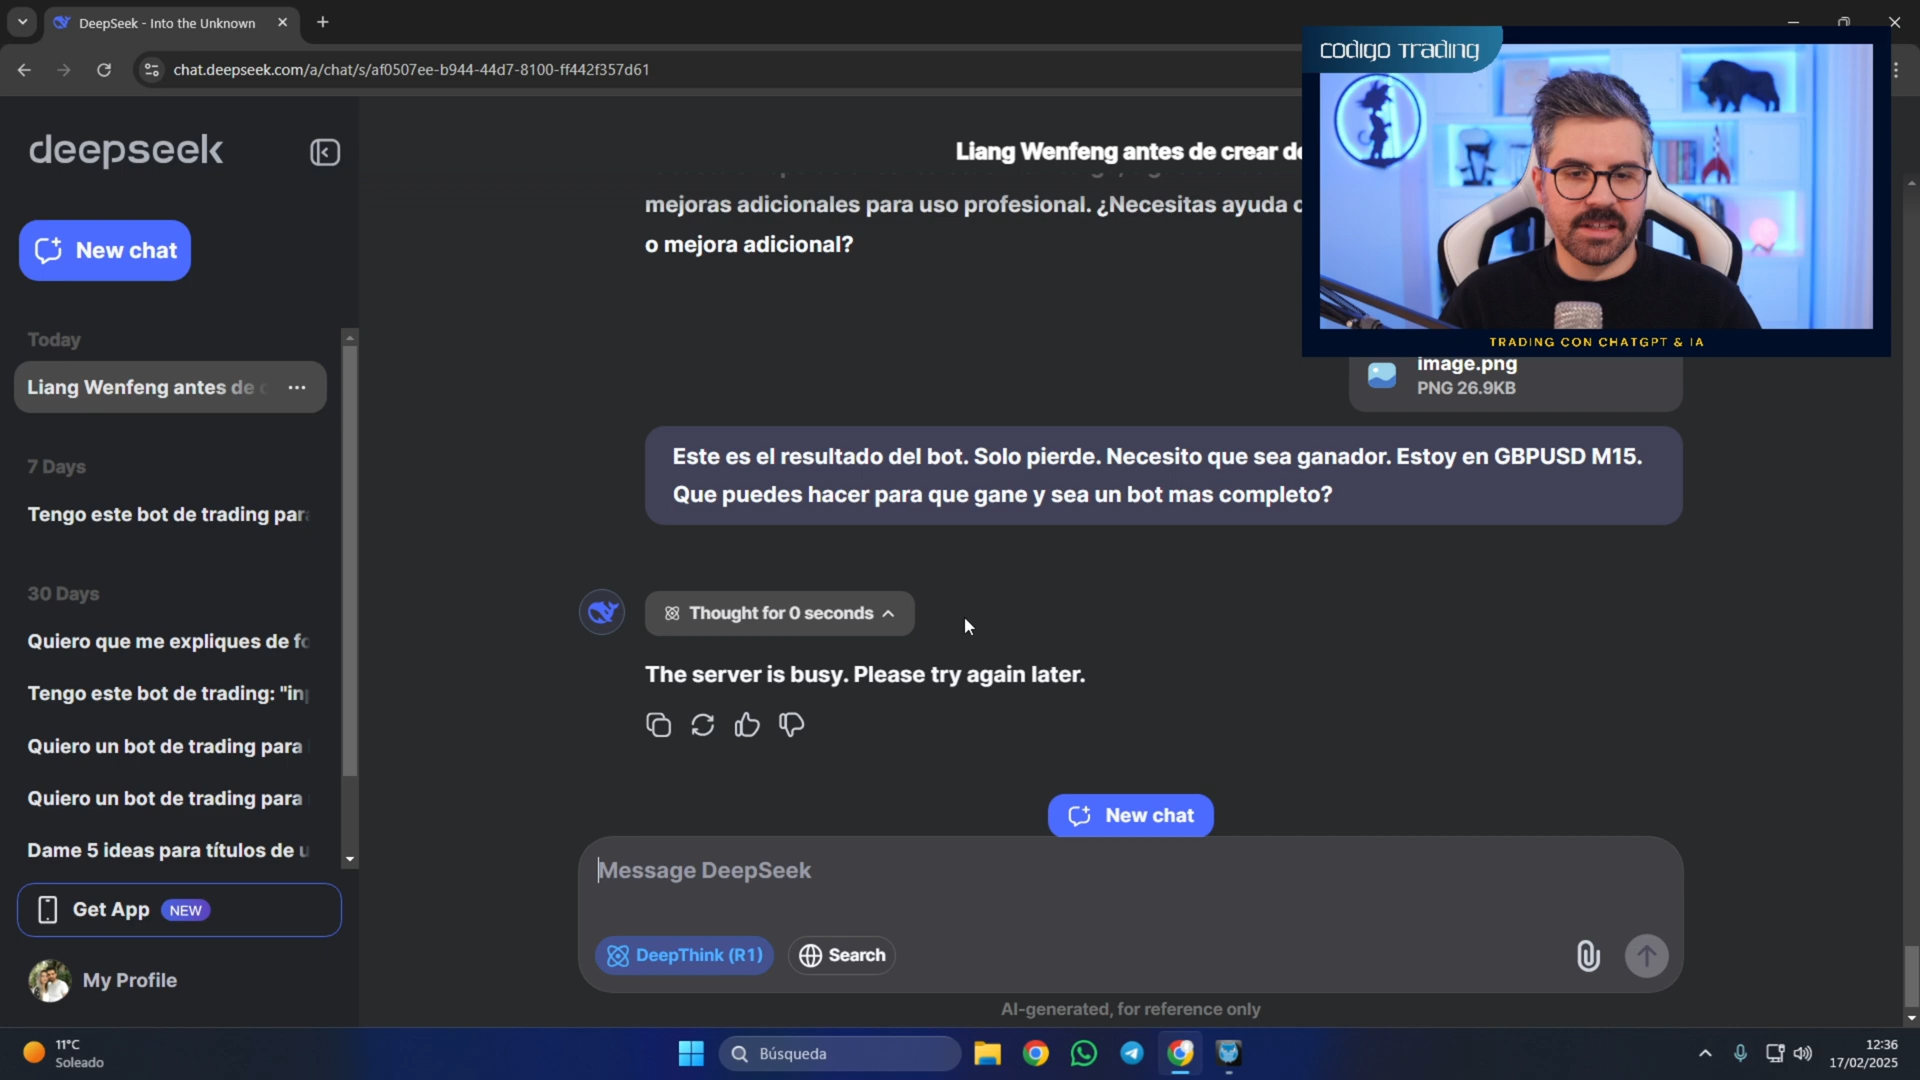 DeepSeek - Into the Unknown
chat.deepseek.com/a/chat/s/af0507ee-b944-44d7-8100-ff442f357d61
codigo Trading
TRADING CON CHATGPT & IA
deepseek
New chat
Today
Liang Wenfeng antes de
7 Days
Tengo este bot de trading par
30 Days
Quiero que me expliques de fo
Tengo este bot de trading: "in
Quiero un bot de trading para
Quiero un bot de trading para
Dame 5 ideas para títulos de u
Get App NEW
My Profile
Liang Wenfeng antes de crear de
mejoras adicionales para uso profesional. ¿Necesitas ayuda c
o mejora adicional?
image.png
PNG 26.9KB
Este es el resultado del bot. Solo pierde. Necesito que sea ganador. Estoy en GBPUSD M15.
Que puedes hacer para que gane y sea un bot mas completo?
Thought for 0 seconds
The server is busy. Please try again later.
New chat
Message DeepSeek
DeepThink (R1) Search
AI-generated, for reference only
11°C
Soleado
Búsqueda
12:36
17/02/2025